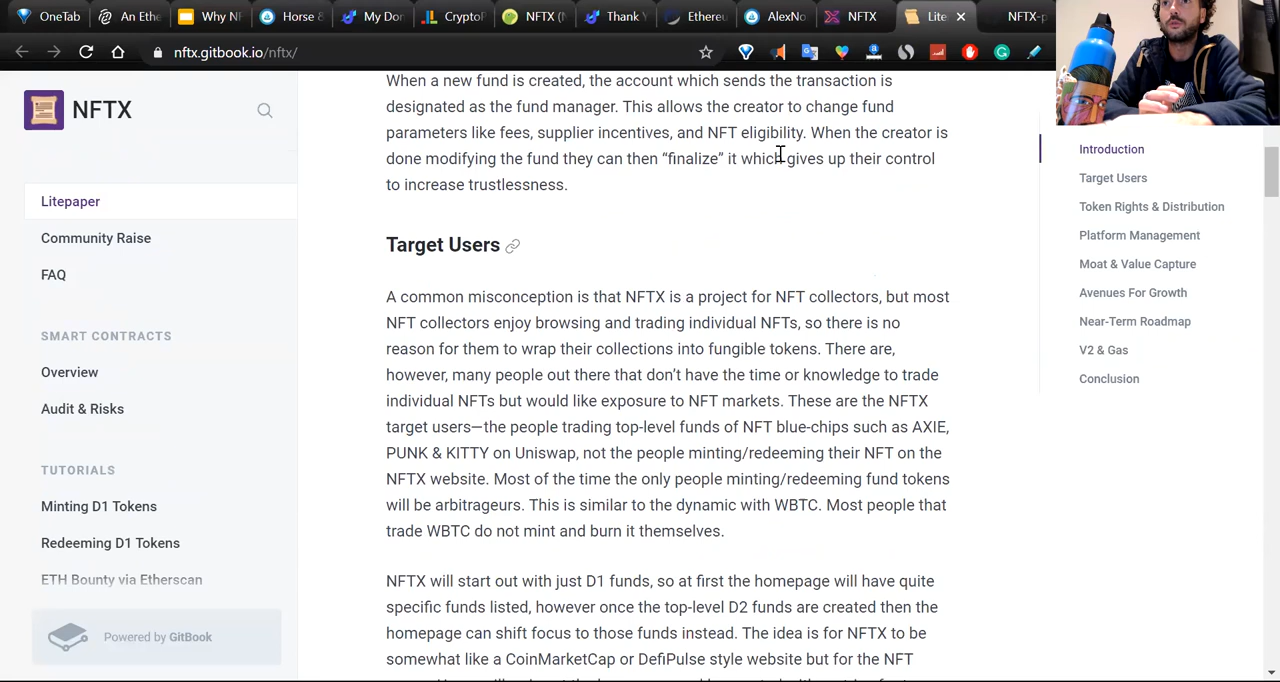 OneTab
An Ethe
Why NF
Horse &
My Dor
CryptoP
NFTX (N
Thank Y
Ethereu
AlexNo
NFTX
Lite
NFTX-p
nftx.gitbook.io/nftx/
NFTX
Litepaper
Community Raise
FAQ
SMART CONTRACTS
Overview
Audit & Risks
TUTORIALS
Minting D1 Tokens
Redeeming D1 Tokens
ETH Bounty via Etherscan
Powered by GitBook
When a new fund is created, the account which sends the transaction is
designated as the fund manager. This allows the creator to change fund
parameters like fees, supplier incentives, and NFT eligibility. When the creator is
done modifying the fund they can then “finalize” it which gives up their control
to increase trustlessness.
Target Users
A common misconception is that NFTX is a project for NFT collectors, but most
NFT collectors enjoy browsing and trading individual NFTs, so there is no
reason for them to wrap their collections into fungible tokens. There are,
however, many people out there that don’t have the time or knowledge to trade
individual NFTs but would like exposure to NFT markets. These are the NFTX
target users—the people trading top-level funds of NFT blue-chips such as AXIE,
PUNK & KITTY on Uniswap, not the people minting/redeeming their NFT on the
NFTX website. Most of the time the only people minting/redeeming fund tokens
will be arbitrageurs. This is similar to the dynamic with WBTC. Most people that
trade WBTC do not mint and burn it themselves.
NFTX will start out with just D1 funds, so at first the homepage will have quite
specific funds listed, however once the top-level D2 funds are created then the
homepage can shift focus to those funds instead. The idea is for NFTX to be
somewhat like a CoinMarketCap or DefiPulse style website but for the NFT
Introduction
Target Users
Token Rights & Distribution
Platform Management
Moat & Value Capture
Avenues For Growth
Near-Term Roadmap
V2 & Gas
Conclusion